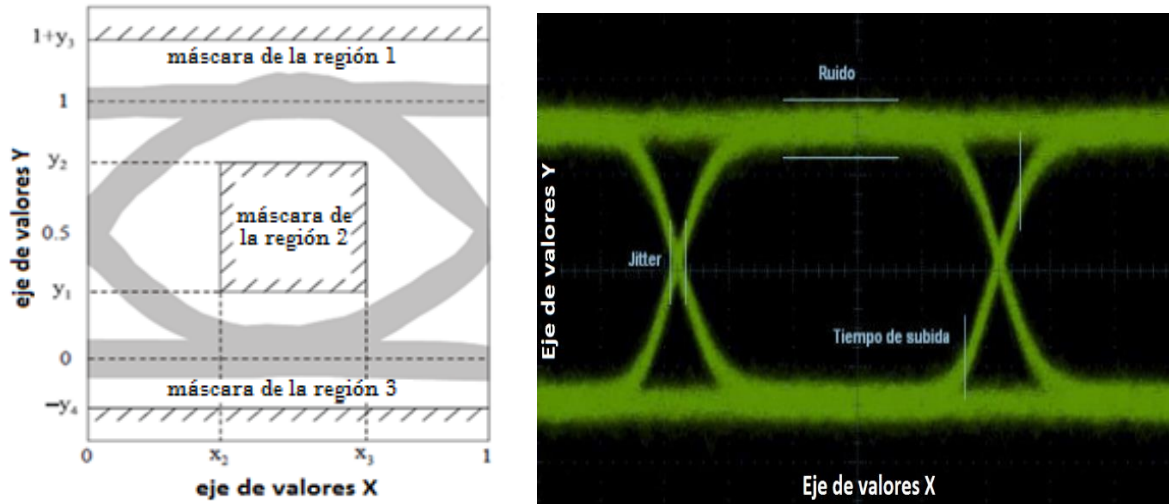 1+y₃
máscara de la región 1
1
y₂
máscara de
la región 2
0.5
y₁
0
máscara de la región 3
−y₄
0
x₂
x₃
1
eje de valores X
eje de valores Y
Ruido
Jitter
Tiempo de subida
Eje de valores Y
Eje de valores X